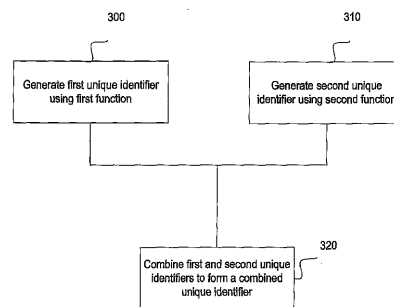 300
310
Generate first unique identifier
using first function
Generate second unique
identifier using second function
320
Combine first and second unique
identifiers to form a combined
unique identifier